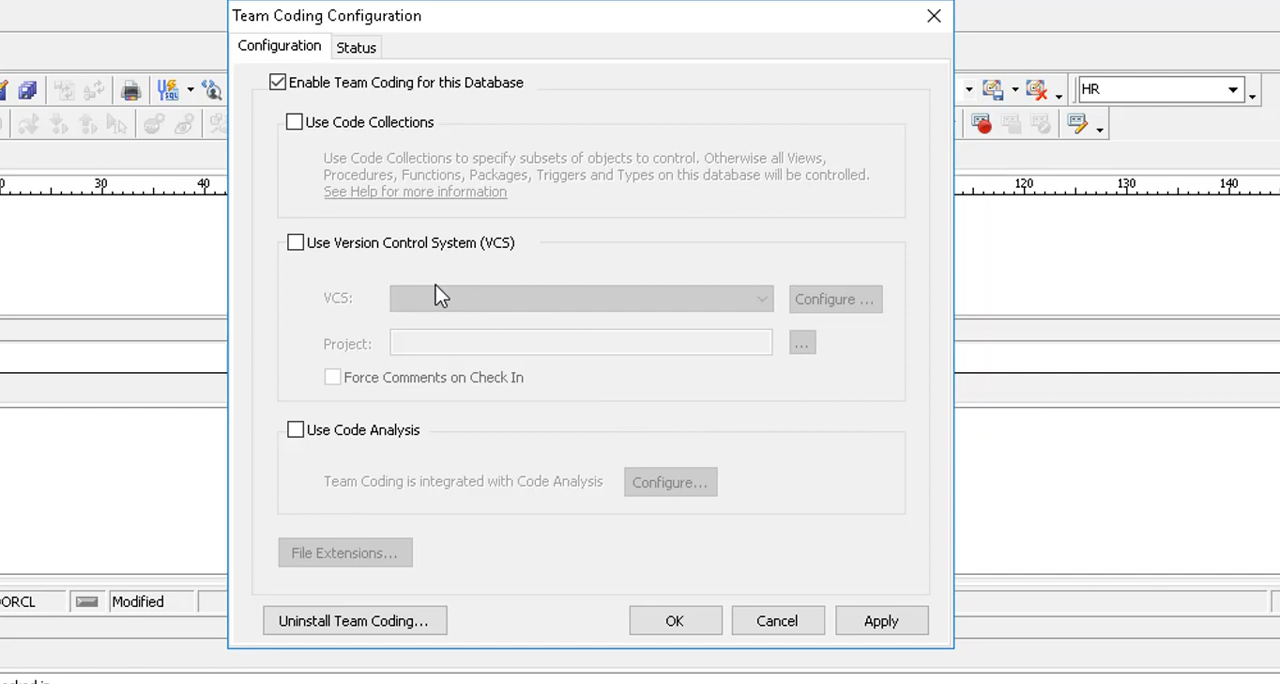 Team Coding Configuration
Configuration
Status
Enable Team Coding for this Database
SQL
HR
Use Code Collections
Use Code Collections to specify subsets of objects to control. Otherwise all Views,
Procedures, Functions, Packages, Triggers and Types on this database will be controlled.
See Help for more information
30
40
120
130
140
Use Version Control System (VCS)
VCS:
Configure ...
Project:
...
Force Comments on Check In
Use Code Analysis
Team Coding is integrated with Code Analysis
Configure...
File Extensions...
ORCL
Modified
Uninstall Team Coding...
OK
Cancel
Apply